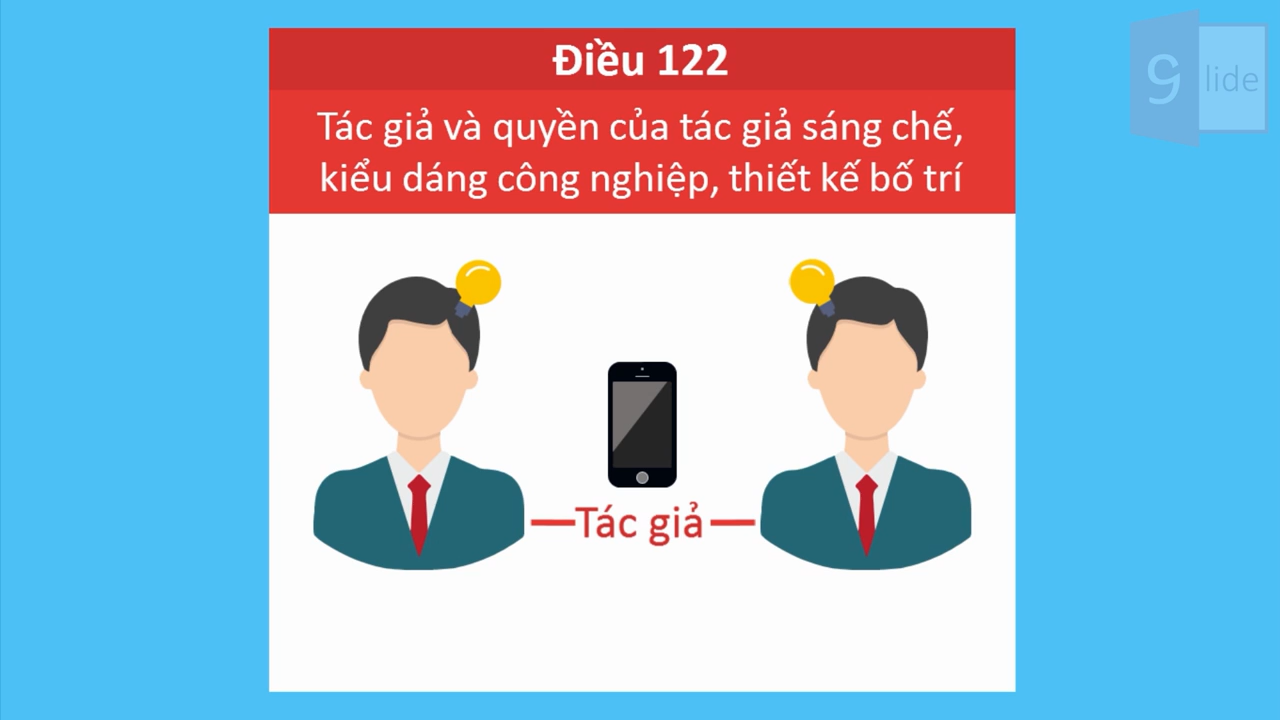 Điều 122
Tác giả và quyền của tác giả sáng chế,
kiểu dáng công nghiệp, thiết kế bố trí
Tác giả
9 lide